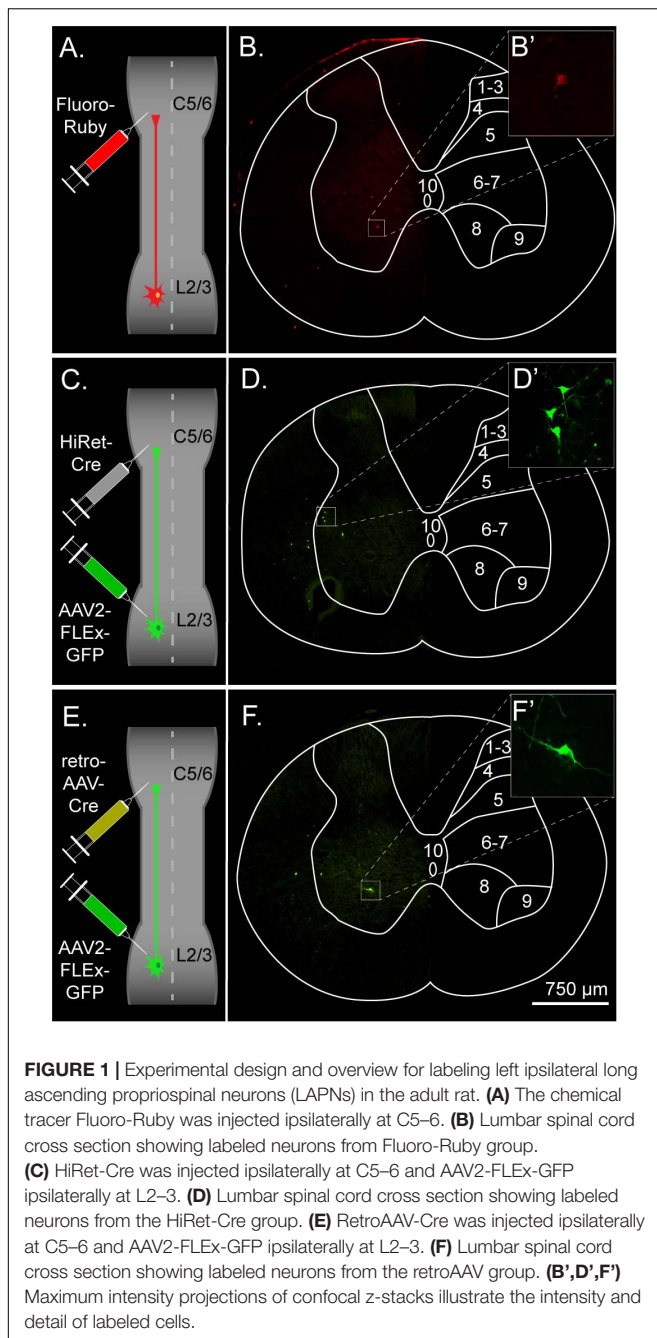 A.
Fluoro-
Ruby
C5/6
L2/3
B.
B’
1-3
4
5
10
0
6-7
8
9
C.
HiRet-
Cre
C5/6
AAV2-
FLEx-
GFP
L2/3
D.
D’
1-3
4
5
10
0
6-7
8
9
E.
retro-
AAV-
Cre
C5/6
AAV2-
FLEx-
GFP
L2/3
F.
F’
1-3
4
5
10
0
6-7
8
9
750 µm
FIGURE 1 | Experimental design and overview for labeling left ipsilateral long
ascending propriospinal neurons (LAPNs) in the adult rat. (A) The chemical
tracer Fluoro-Ruby was injected ipsilaterally at C5–6. (B) Lumbar spinal cord
cross section showing labeled neurons from Fluoro-Ruby group.
(C) HiRet-Cre was injected ipsilaterally at C5–6 and AAV2-FLEx-GFP
ipsilaterally at L2–3. (D) Lumbar spinal cord cross section showing labeled
neurons from the HiRet-Cre group. (E) RetroAAV-Cre was injected ipsilaterally
at C5–6 and AAV2-FLEx-GFP ipsilaterally at L2–3. (F) Lumbar spinal cord
cross section showing labeled neurons from the retroAAV group. (B’,D’,F’)
Maximum intensity projections of confocal z-stacks illustrate the intensity and
detail of labeled cells.